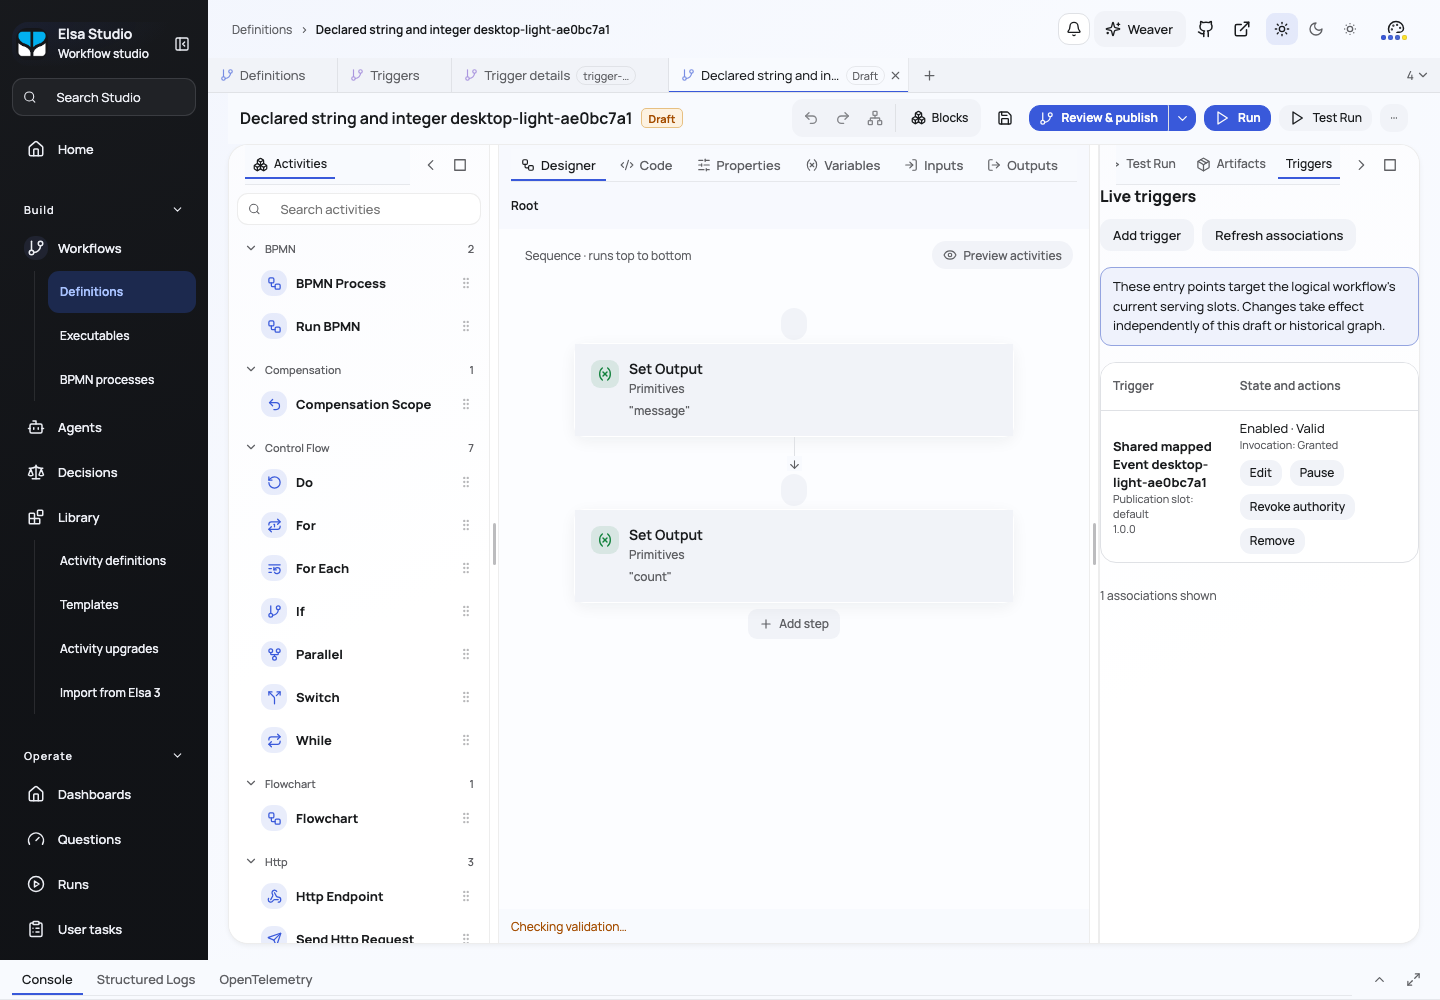 Elsa Studio
Workflow studio
Search Studio
Home
Build
Workflows
Definitions
Executables
BPMN processes
Agents
Decisions
Library
Activity definitions
Templates
Activity upgrades
Import from Elsa 3
Operate
Dashboards
Questions
Runs
User tasks
Definitions › Declared string and integer desktop-light-ae0bc7a1
Weaver
Definitions
Triggers
Trigger details trigger-...
Declared string and in... Draft
4
Declared string and integer desktop-light-ae0bc7a1 Draft
Blocks
Review & publish
Run
Test Run
Activities
Search activities
BPMN 2
BPMN Process
Run BPMN
Compensation 1
Compensation Scope
Control Flow 7
Do
For
For Each
If
Parallel
Switch
While
Flowchart 1
Flowchart
Http 3
Http Endpoint
Send Http Request
Designer
Code
Properties
Variables
Inputs
Outputs
Root
Sequence · runs top to bottom
Preview activities
Set Output
Primitives
"message"
Set Output
Primitives
"count"
Add step
Checking validation...
Test Run
Artifacts
Triggers
Live triggers
Add trigger
Refresh associations
These entry points target the logical workflow's
current serving slots. Changes take effect
independently of this draft or historical graph.
Trigger
State and actions
Shared mapped
Event desktop-
light-ae0bc7a1
Publication slot:
default
1.0.0
Enabled · Valid
Invocation: Granted
Edit
Pause
Revoke authority
Remove
1 associations shown
Console
Structured Logs
OpenTelemetry